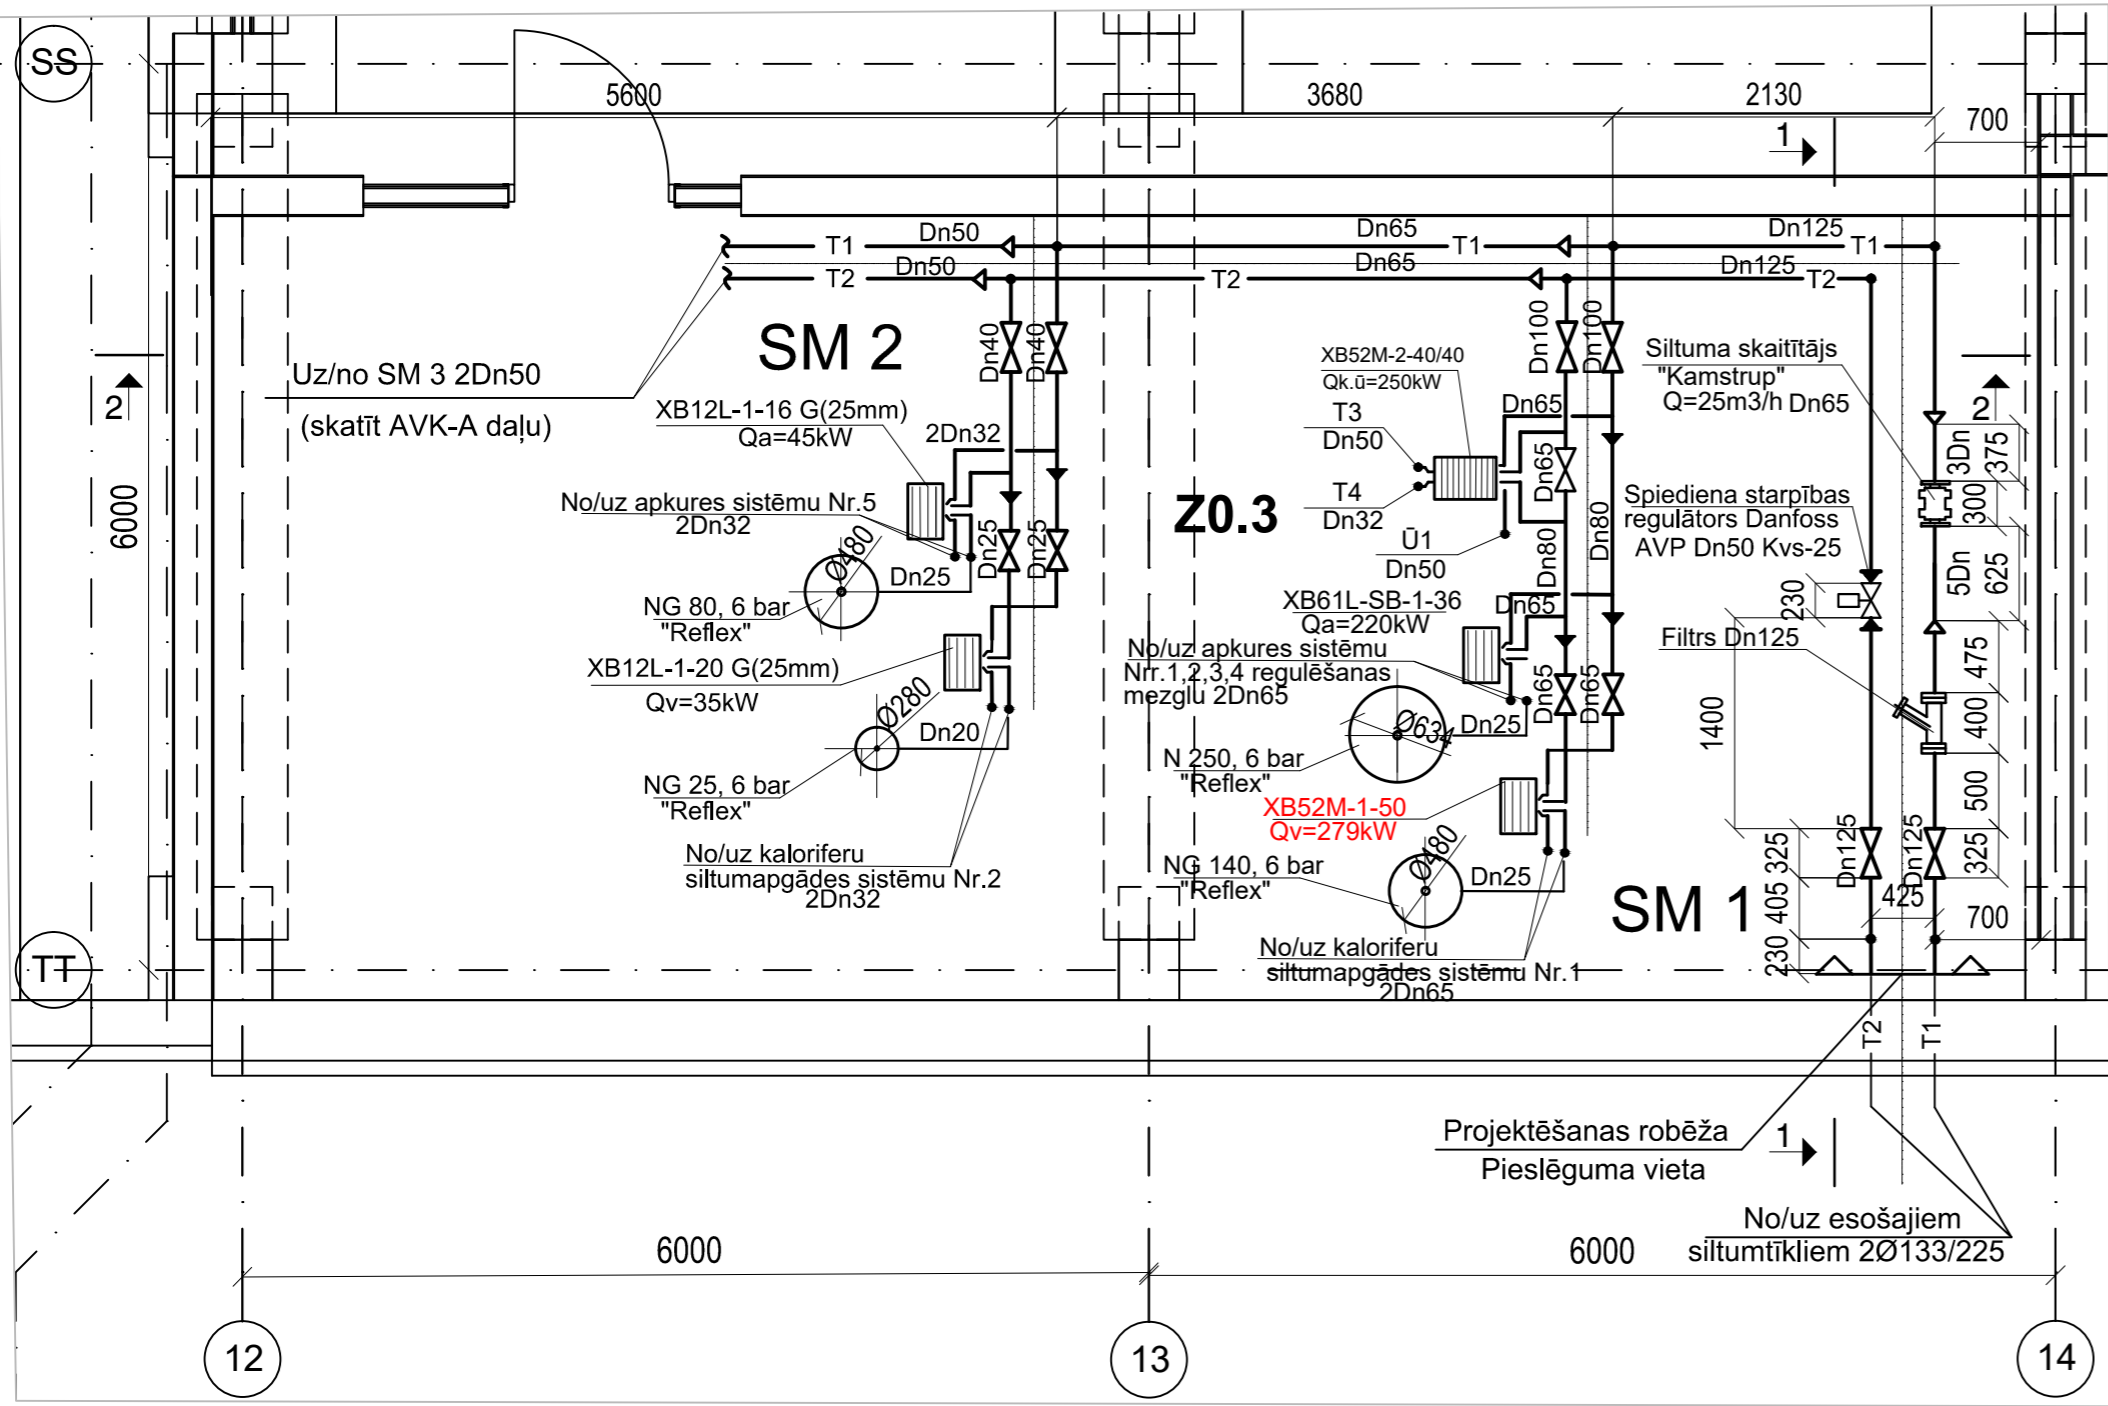 SS
5600
3680
2130
700
1
Dn50
Dn65
Dn125
T1
T1
T1
Dn50
Dn65
Dn125
T2
T2
T2
SM 2
Dn40
Dn40
Dn100
Dn100
Uz/no SM 3 2Dn50
(skatīt AVK-A daļu)
2
6000
XB12L-1-16 G(25mm)
Qa=45kW
2Dn32
No/uz apkures sistēmu Nr.5
2Dn32
Ø480
Dn25
Dn25
Dn25
NG 80, 6 bar
"Reflex"
XB12L-1-20 G(25mm)
Qv=35kW
Ø280
Dn20
NG 25, 6 bar
"Reflex"
No/uz kaloriferu
siltumapgādes sistēmu Nr.2
2Dn32
Z0.3
XB52M-2-40/40
Qk.ū=250kW
T3
Dn50
T4
Dn32
Ū1
Dn50
Dn65
Dn65
Dn80
Dn80
XB61L-SB-1-36
Qa=220kW
Dn65
No/uz apkures sistēmu
Nrr.1,2,3,4 regulēšanas
mezglu 2Dn65
Dn65
Dn65
Ø634
Dn25
N 250, 6 bar
"Reflex"
XB52M-1-50
Qv=279kW
Ø480
Dn25
NG 140, 6 bar
"Reflex"
No/uz kaloriferu
siltumapgādes sistēmu Nr.1
2Dn65
Siltuma skaitītājs
"Kamstrup"
Q=25m3/h Dn65
2
3Dn
375
300
Spiediena starpības
regulātors Danfoss
AVP Dn50 Kvs-25
5Dn
625
230
Filtrs Dn125
475
400
1400
500
Dn125
Dn125
325
325
SM 1
425
405
700
230
TT
T2
T1
Projektēšanas robēža
Pieslēguma vieta
1
No/uz esošajiem
siltumtīkliem 2Ø133/225
6000
6000
12
13
14